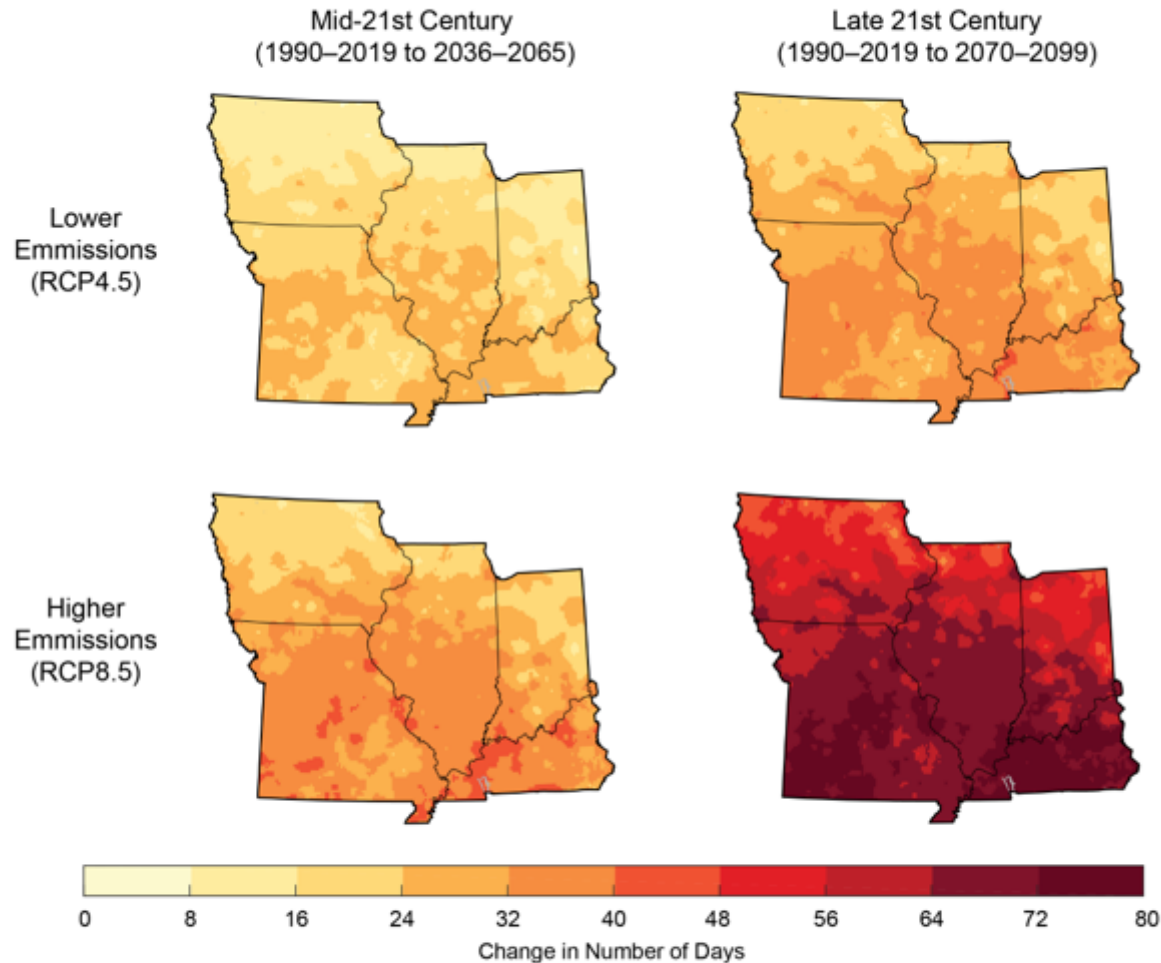 Mid-21st Century
(1990–2019 to 2036–2065)
Late 21st Century
(1990–2019 to 2070–2099)
Lower
Emmissions
(RCP4.5)
Higher
Emmissions
(RCP8.5)
0 8 16 24 32 40 48 56 64 72 80
Change in Number of Days